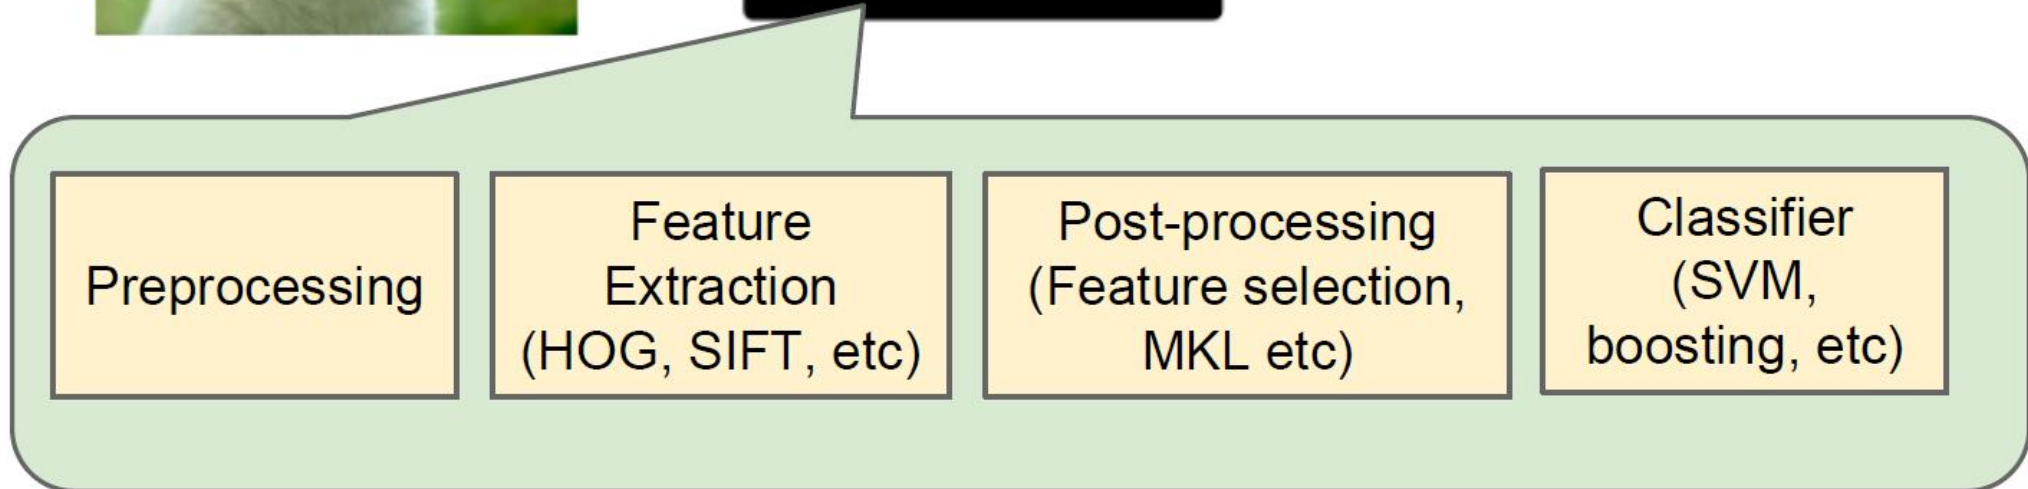 Preprocessing
Feature
Extraction
(HOG, SIFT, etc)
Post-processing
(Feature selection,
MKL etc)
Classifier
(SVM,
boosting, etc)